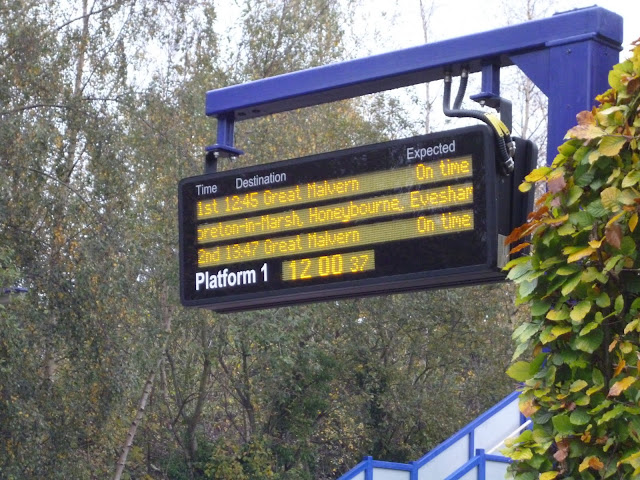 Time Destination Expected
1st 12:45 Great Malvern On time
oreton-in-Marsh, Honeybourne, Evesham
2nd 13:47 Great Malvern On time
Platform 1 12 00 37